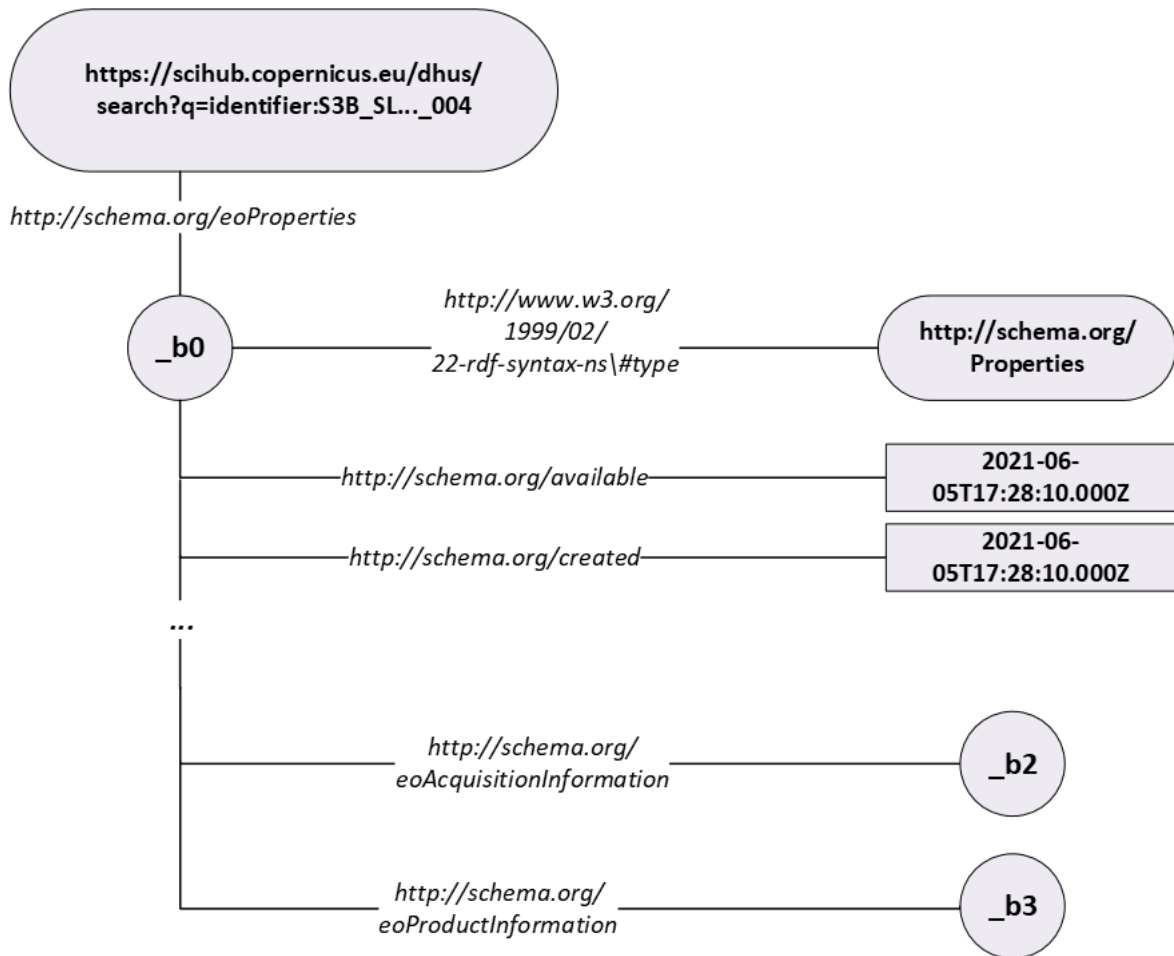 https://scihub.copernicus.eu/dhus/
search?q=identifier:S3B_SL..._004
http://schema.org/eoProperties
_b0
http://www.w3.org/
1999/02/
22-rdf-syntax-ns\#type
http://schema.org/
Properties
http://schema.org/available
2021-06-
05T17:28:10.000Z
http://schema.org/created
2021-06-
05T17:28:10.000Z
...
http://schema.org/
eoAcquisitionInformation
_b2
http://schema.org/
eoProductInformation
_b3